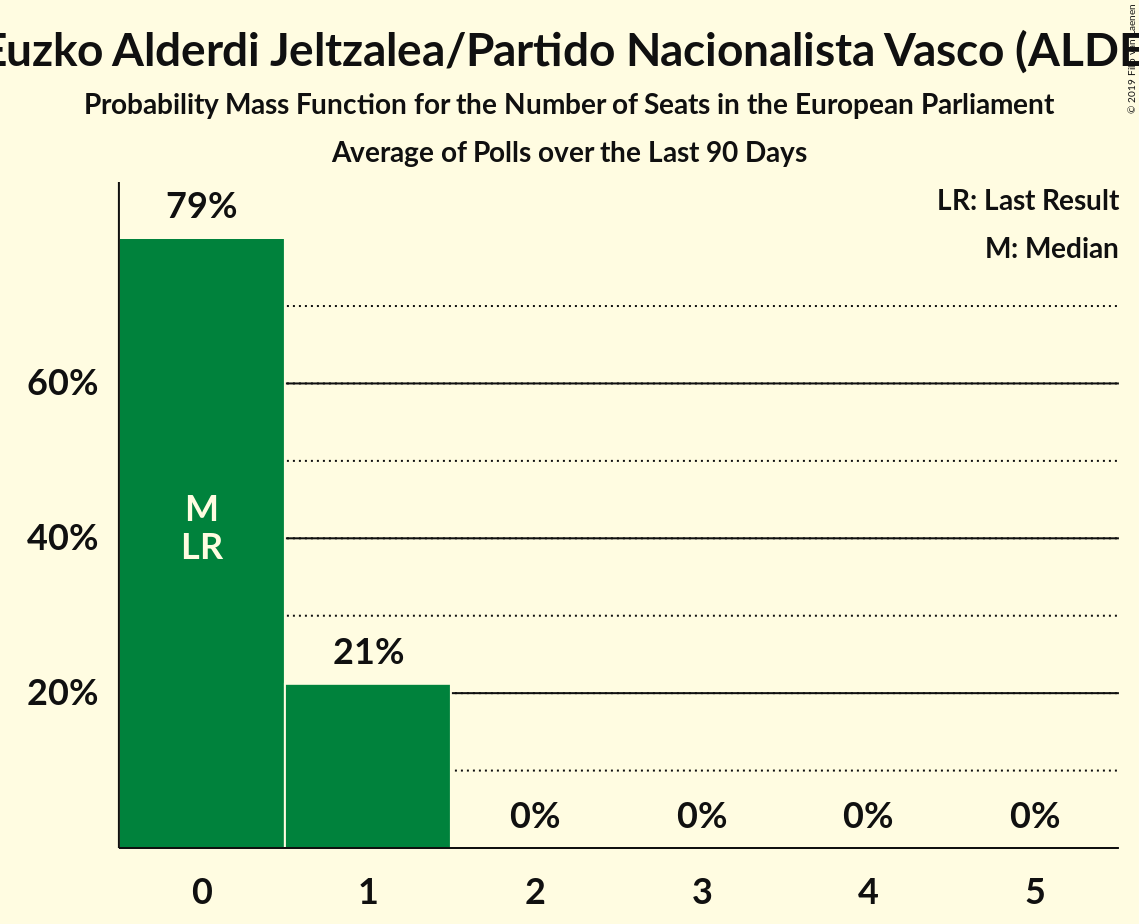 Euzko Alderdi Jeltzalea/Partido Nacionalista Vasco (ALDE
Probability Mass Function for the Number of Seats in the European Parliament
Average of Polls over the Last 90 Days
© 2019
LR: Last Result
M: Median
79%
60%
M
40%
LR
21%
20%
0% 0% 0% 0%
0 1 2 3 4 5